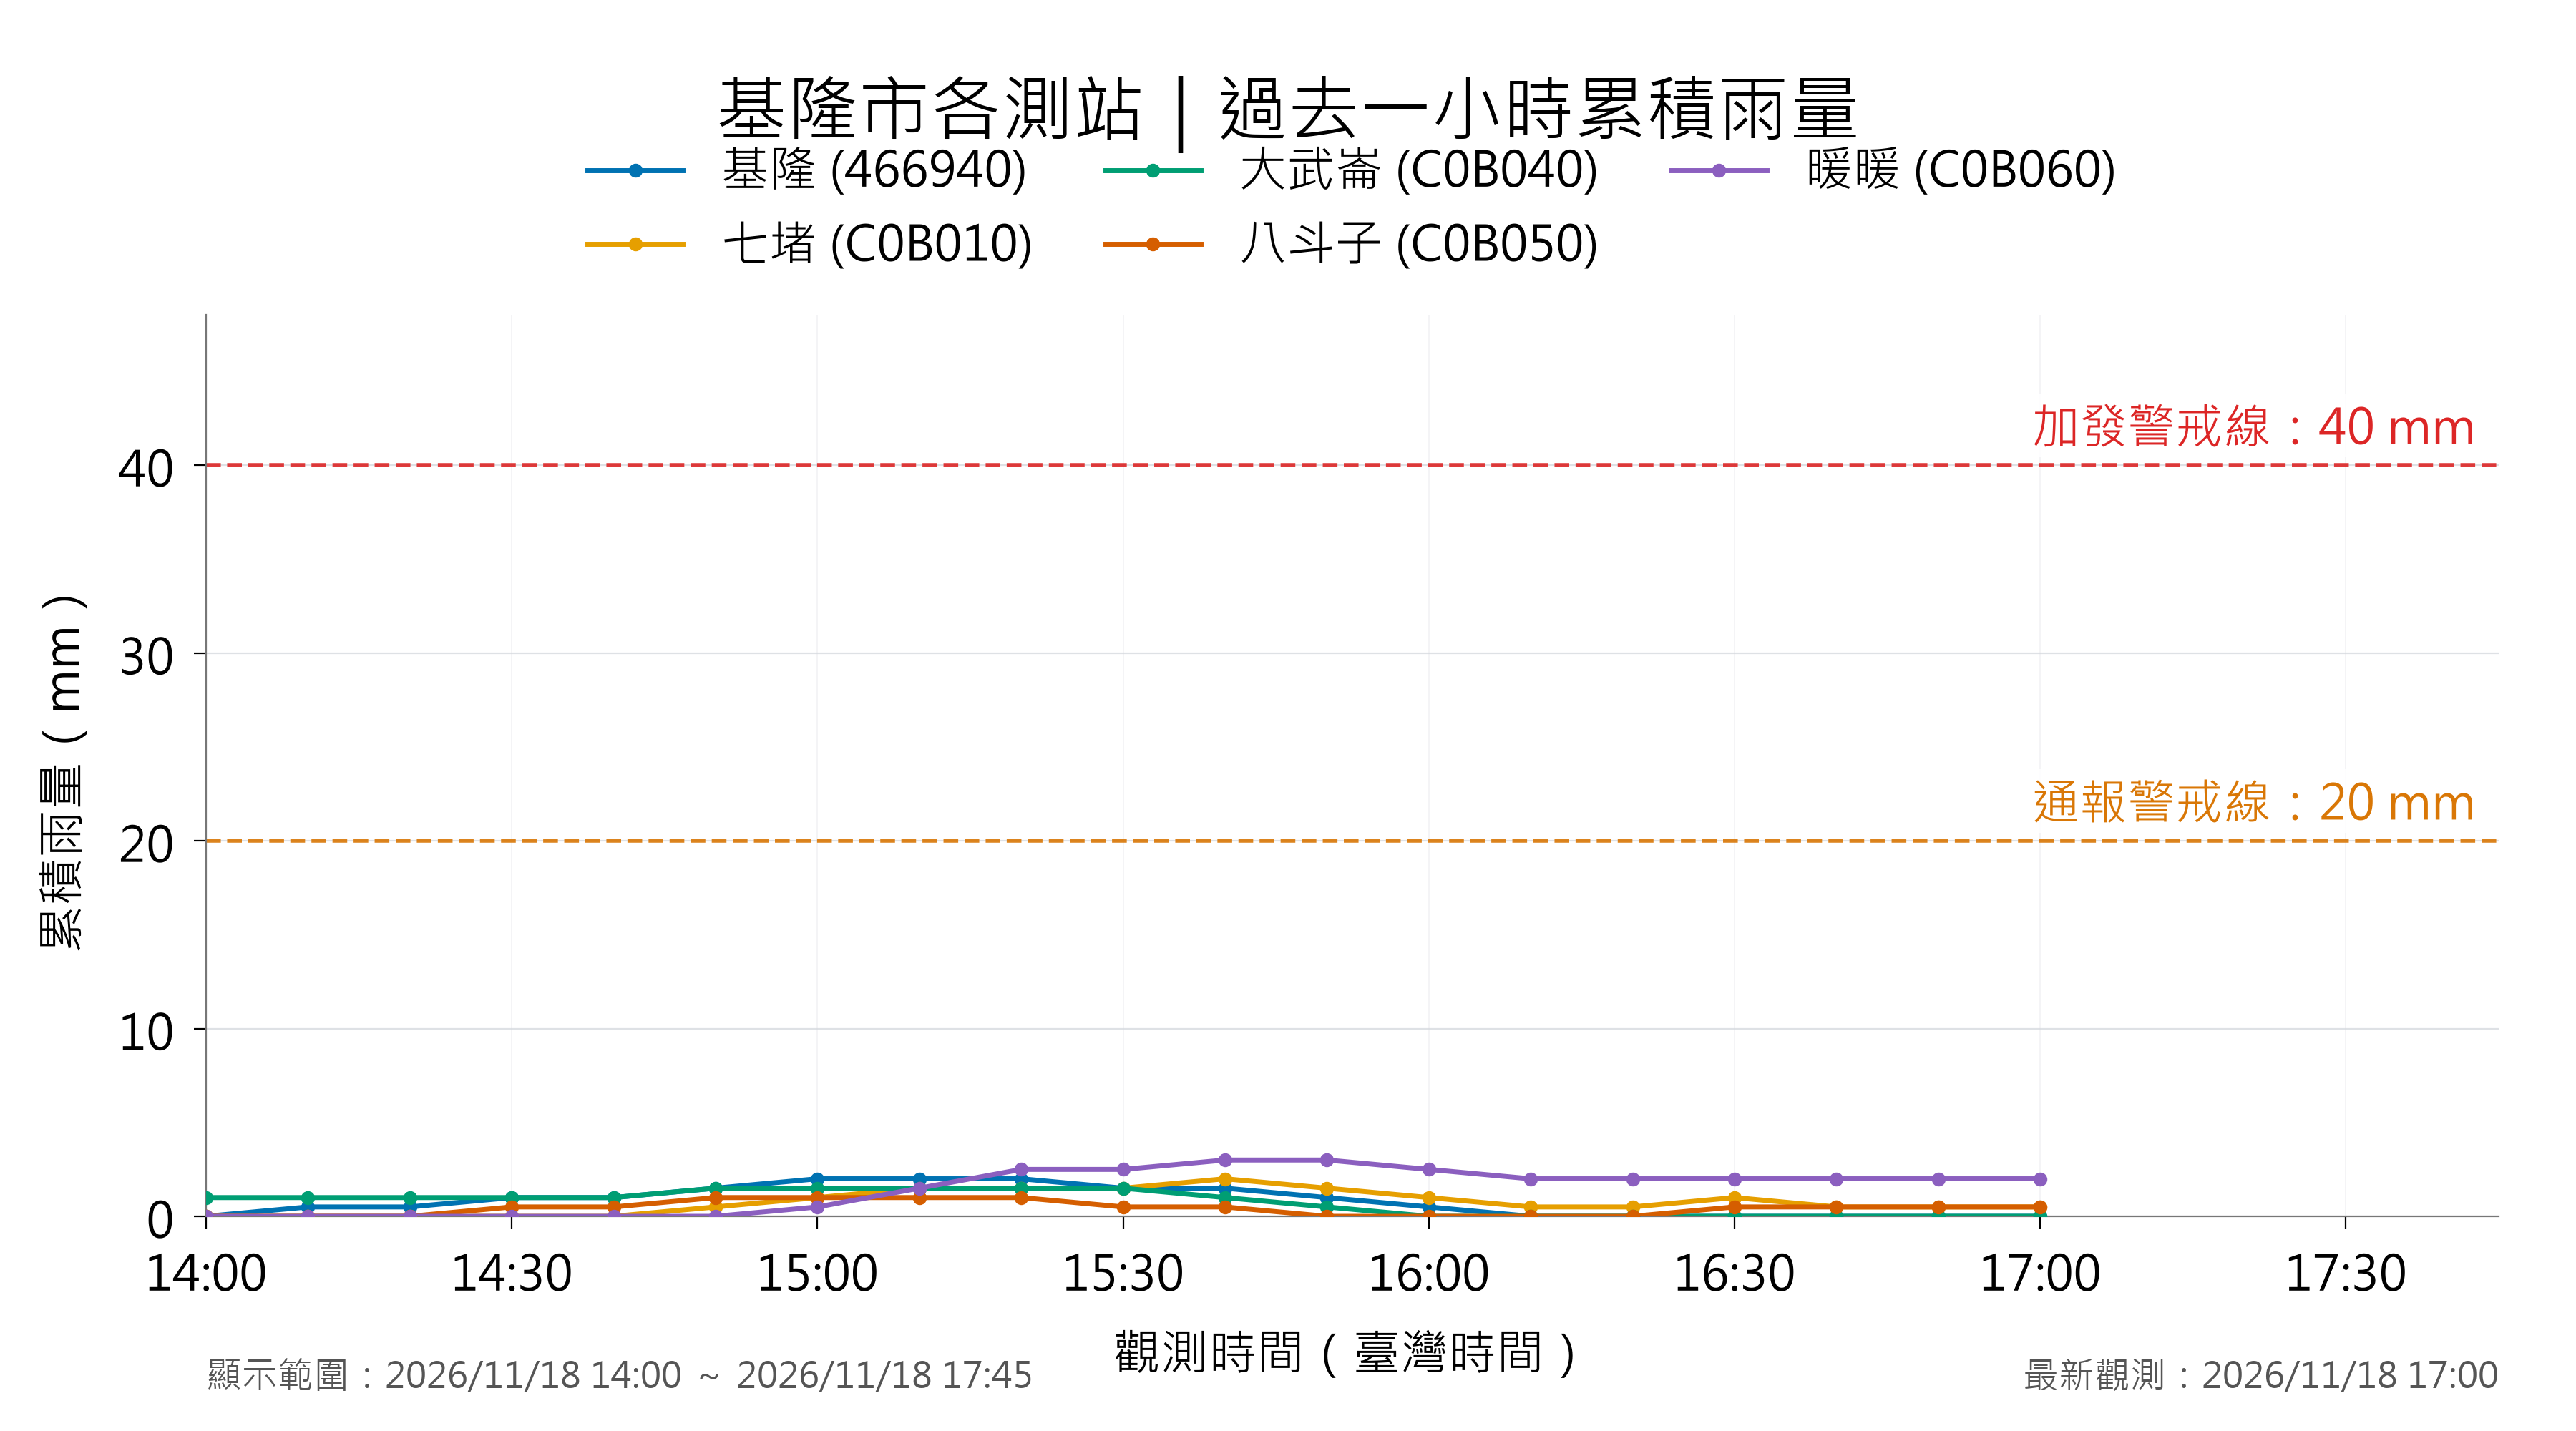 基隆市各測站｜過去一小時累積雨量
基隆 (466940)
大武崙 (C0B040)
暖暖 (C0B060)
七堵 (C0B010)
八斗子 (C0B050)
累積雨量（mm）
40
30
20
10
0
加發警戒線：40 mm
通報警戒線：20 mm
14:00
14:30
15:00
15:30
16:00
16:30
17:00
17:30
觀測時間（臺灣時間）
顯示範圍：2026/11/18 14:00 ~ 2026/11/18 17:45
最新觀測：2026/11/18 17:00